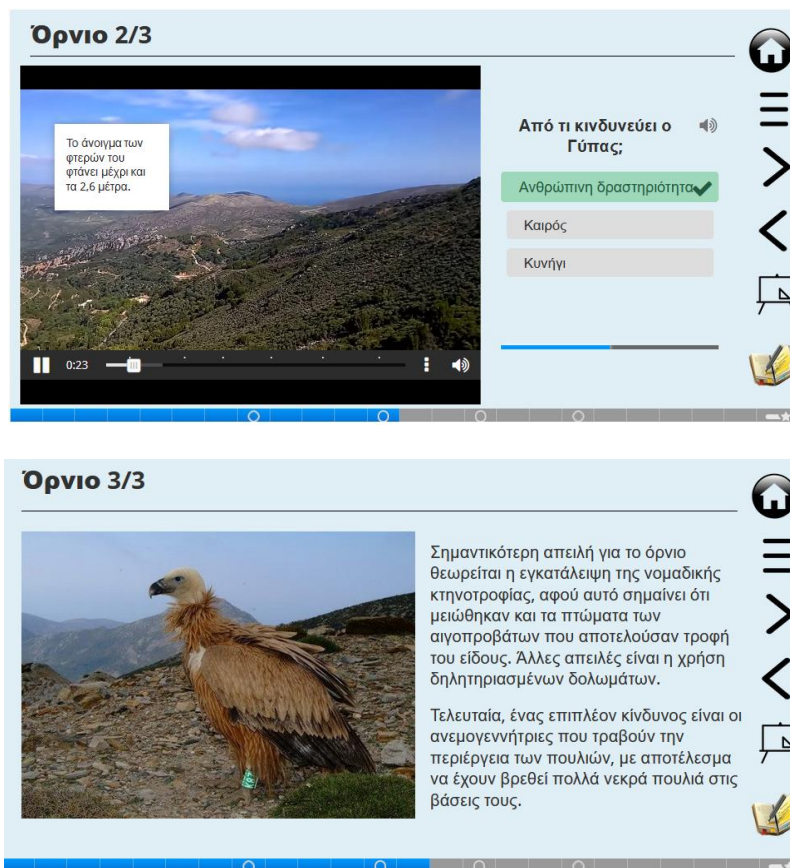 Όρνιο 2/3
Το άνοιγμα των
φτερών του
φτάνει μέχρι και
τα 2,6 μέτρα.
0:23
Από τι κινδυνεύει ο
Γύπας;
Ανθρώπινη δραστηριότητα
Καιρός
Κυνήγι
Όρνιο 3/3
Σημαντικότερη απειλή για το όρνιο
θεωρείται η εγκατάλειψη της νομαδικής
κτηνοτροφίας, αφού αυτό σημαίνει ότι
μειώθηκαν και τα πτώματα των
αιγοπροβάτων που αποτελούσαν τροφή
του είδους. Άλλες απειλές είναι η χρήση
δηλητηριασμένων δολωμάτων.
Τελευταία, ένας επιπλέον κίνδυνος είναι οι
ανεμογεννήτριες που τραβούν την
περιέργεια των πουλιών, με αποτέλεσμα
να έχουν βρεθεί πολλά νεκρά πουλιά στις
βάσεις τους.